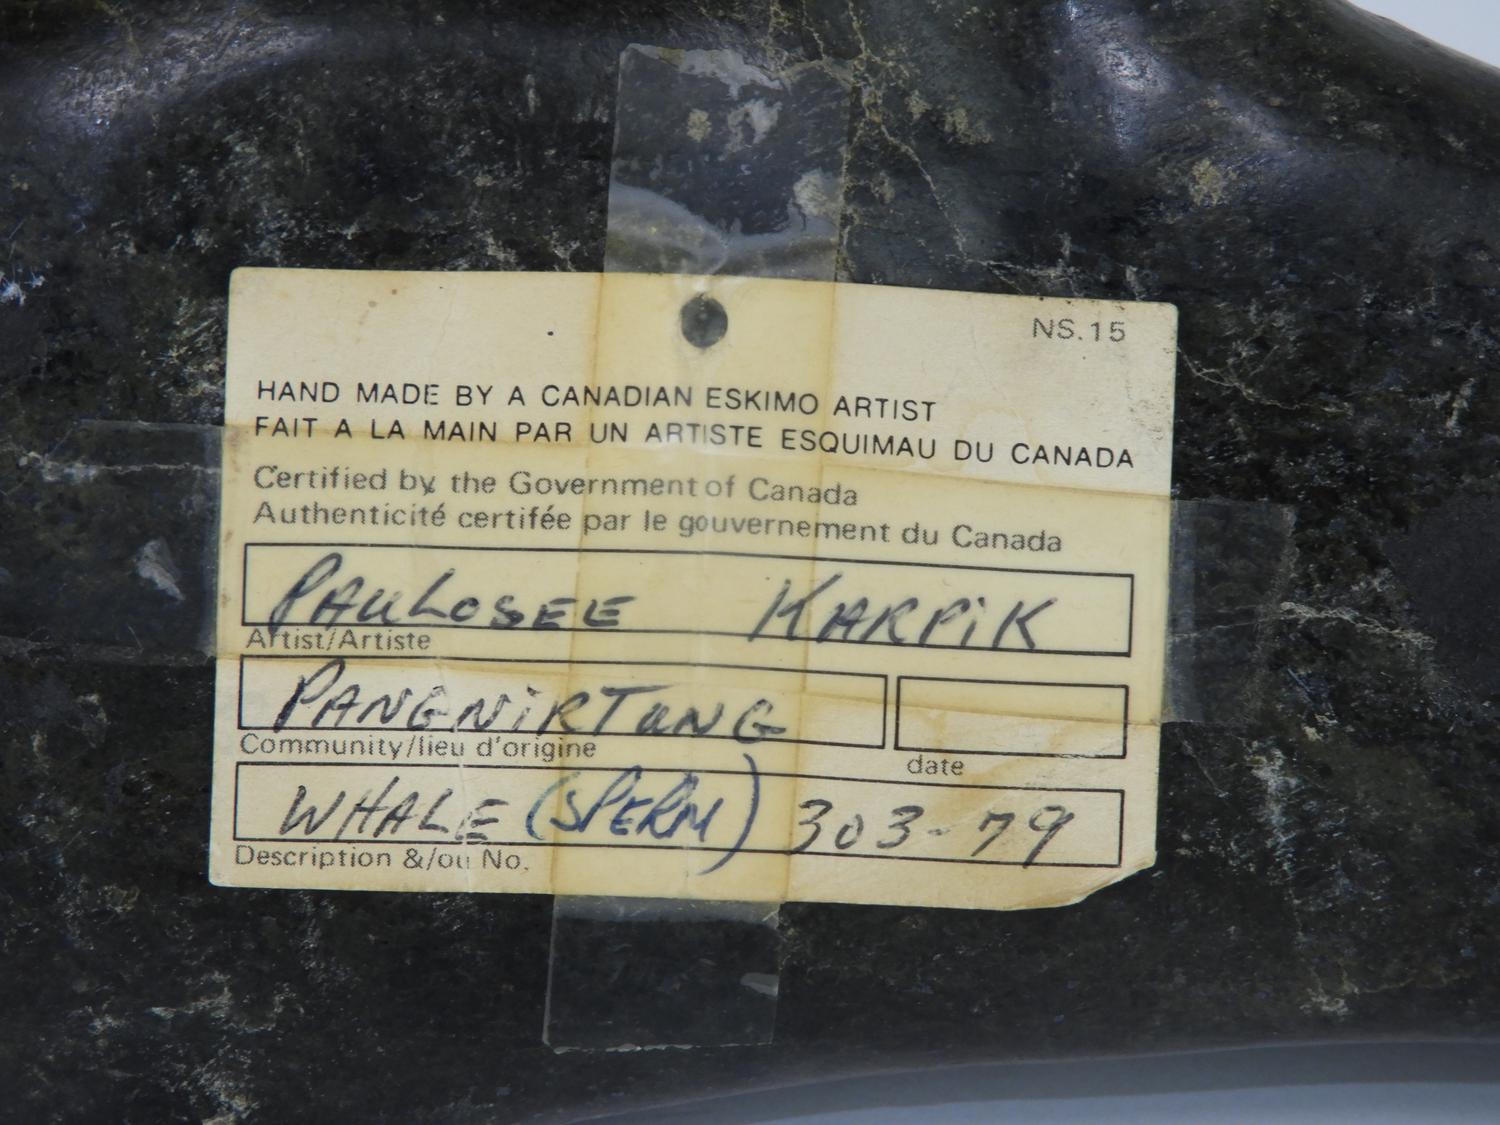 NS.15
HAND MADE BY A CANADIAN ESKIMO ARTIST
FAIT A LA MAIN PAR UN ARTISTE ESQUIMAU DU CANADA
Certified by the Government of Canada
Authenticité certifée par le gouvernement du Canada
PAULOSEE KARPIK
Artist/Artiste
PANGNIRTUNG
Community/lieu d'origine
date
WHALE (SPERM) 303-79
Description &/ou No.